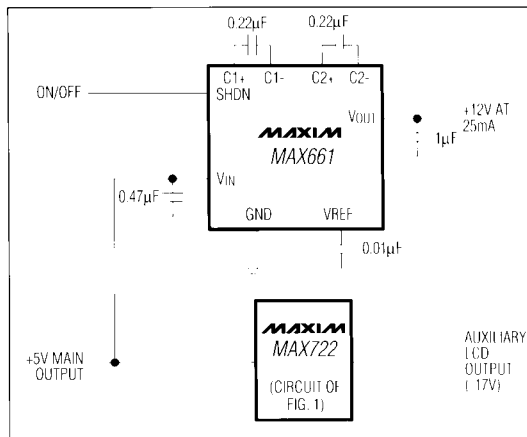 0.22µF 0.22µF
C1+ C1- C2+ C2-
ON/OFF
SHDN
VOUT
+12V AT
25mA
MAXIM
MAX661
1µF
VIN
0.47µF
GND VREF
0.01µF
MAXIM
MAX722
(CIRCUIT OF
FIG. 1)
+5V MAIN
OUTPUT
AUXILIARY
LCD
OUTPUT
( 17V)